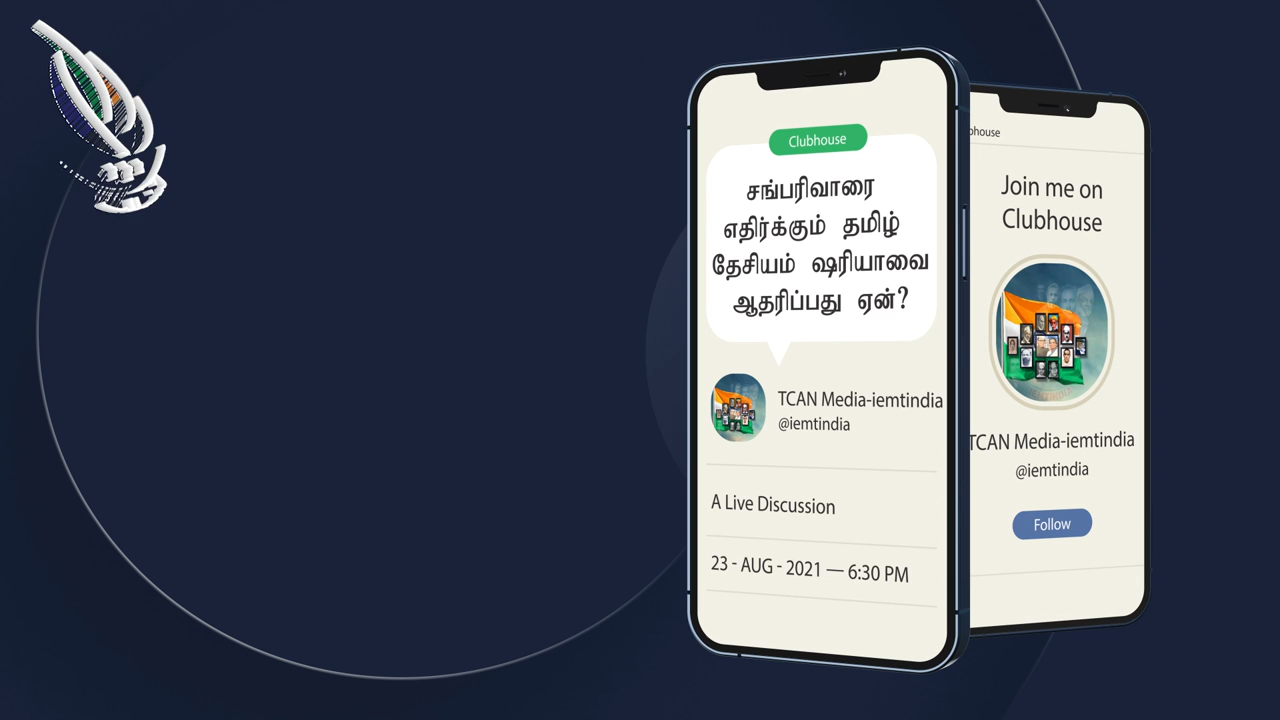 Clubhouse
சங்பரிவாரை
எதிர்க்கும் தமிழ்
தேசியம் ஷரியாவை
ஆதரிப்பது ஏன்?
TCAN Media-iemtindia
@iemtindia
A Live Discussion
23 - AUG - 2021 — 6:30 PM
Join me on
Clubhouse
TCAN Media-iemtindia
@iemtindia
Follow